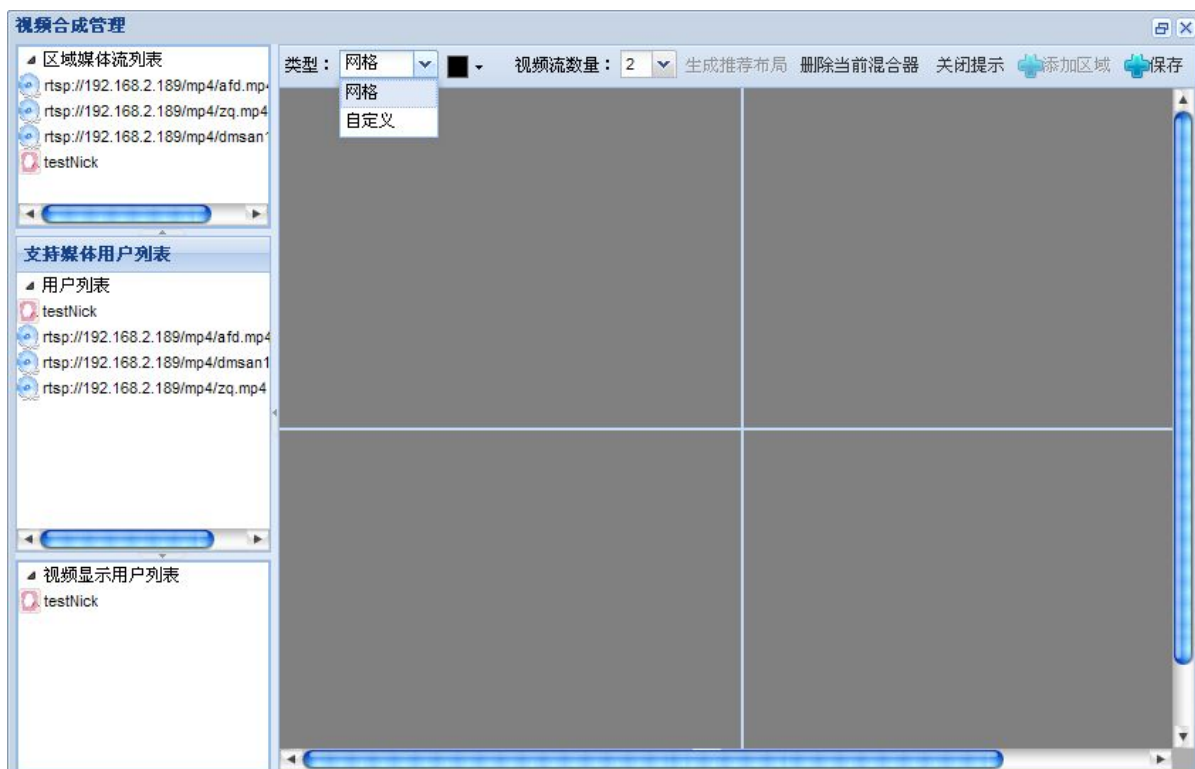 视频合成管理
区域媒体流列表
rtsp://192.168.2.189/mp4/afd.mp4
rtsp://192.168.2.189/mp4/zq.mp4
rtsp://192.168.2.189/mp4/dmsan1
testNick
支持媒体用户列表
用户列表
testNick
rtsp://192.168.2.189/mp4/afd.mp4
rtsp://192.168.2.189/mp4/dmsan1
rtsp://192.168.2.189/mp4/zq.mp4
视频显示用户列表
testNick
类型： 网格 视频流数量： 2 生成推荐布局 删除当前混合器 关闭提示 添加区域 保存
网格
自定义